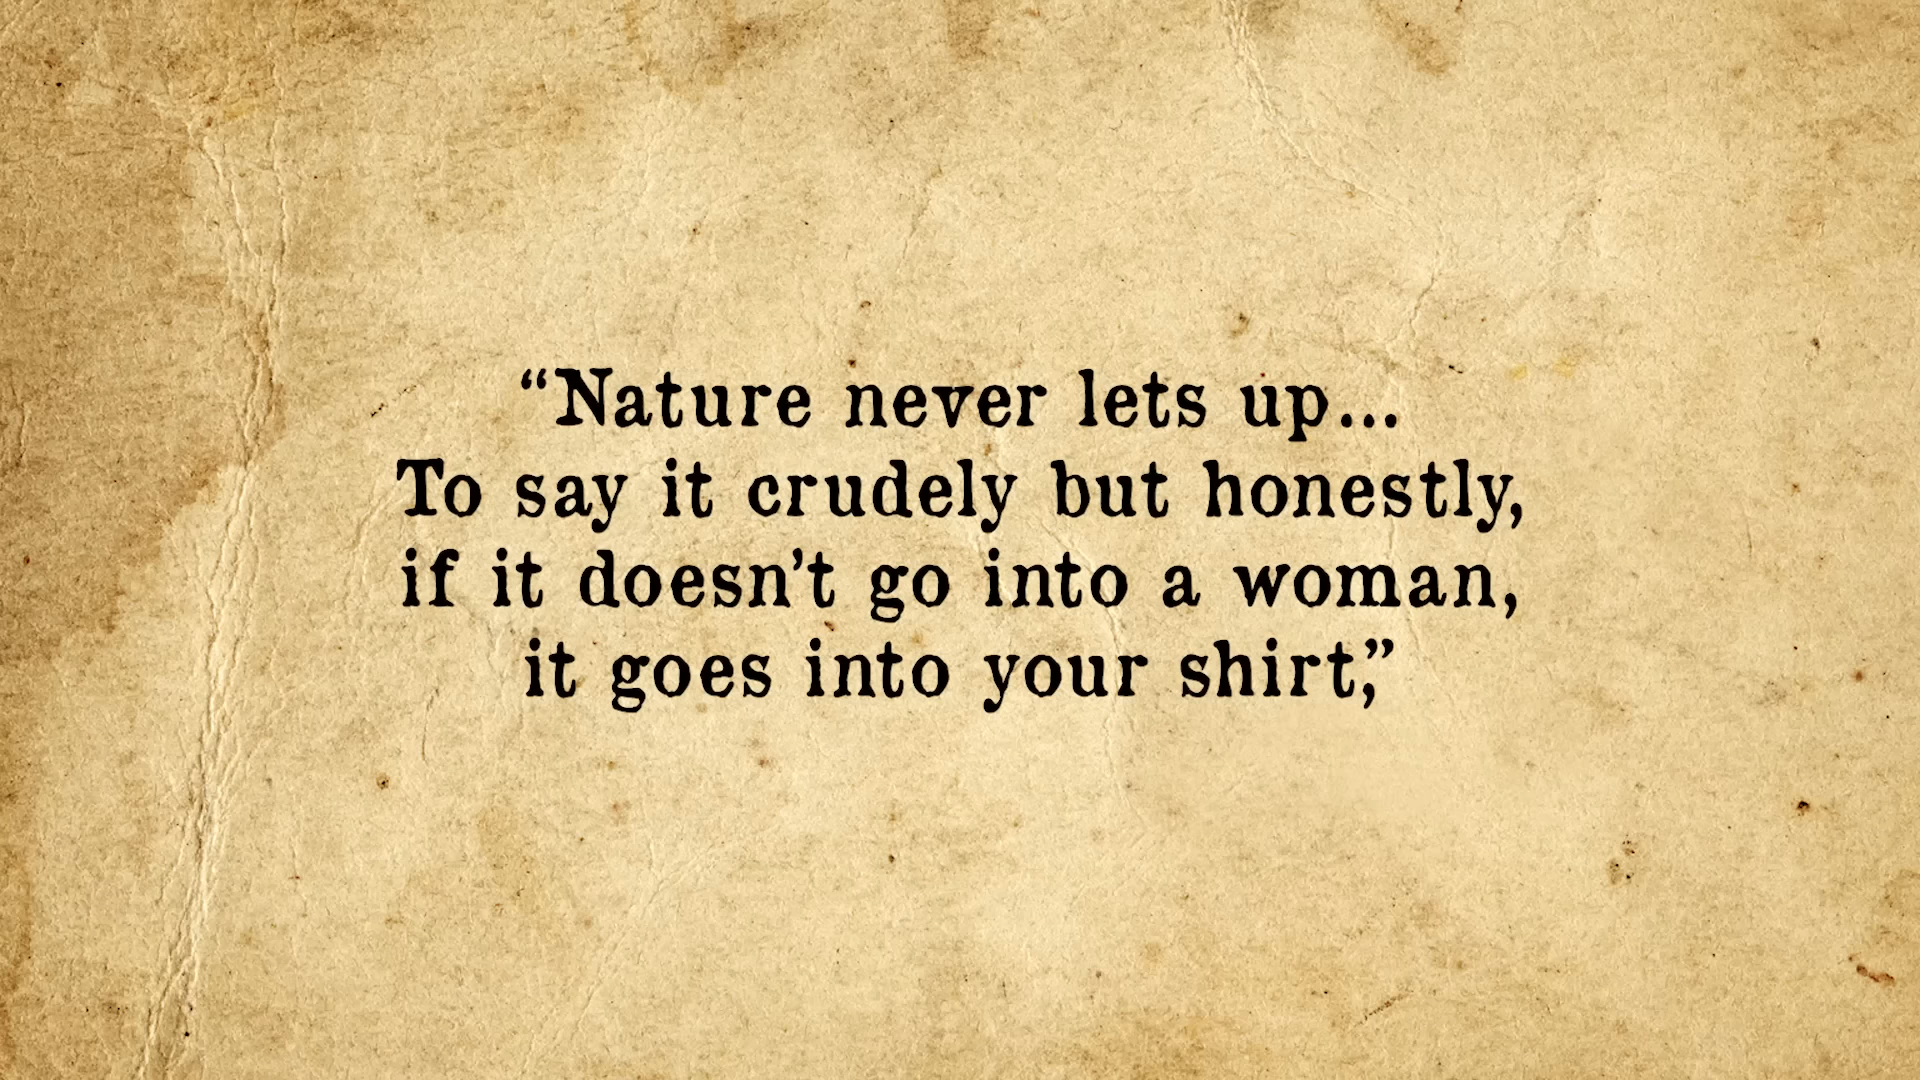 “Nature never lets up...
To say it crudely but honestly,
if it doesn’t go into a woman,
it goes into your shirt,”